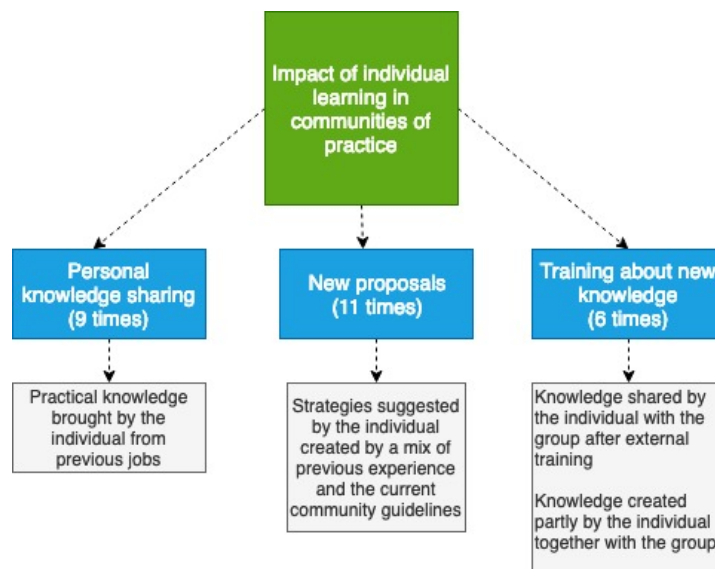 Impact of individual
learning in
communities of
practice
Personal
knowledge sharing
(9 times)
New proposals
(11 times)
Training about new
knowledge
(6 times)
Practical knowledge
brought by the
individual from
previous jobs
Strategies suggested
by the individual
created by a mix of
previous experience
and the current
community guidelines
Knowledge shared by
the individual with the
group after external
training
Knowledge created
partly by the individual
together with the group